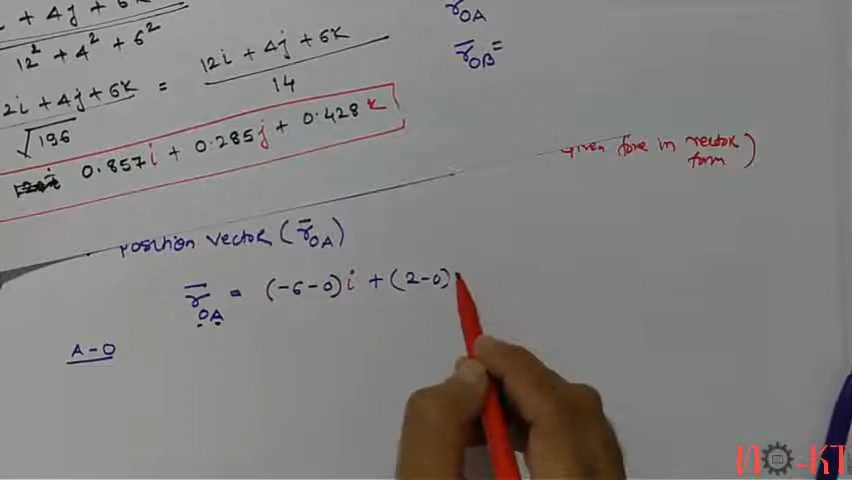 + 4j + 6k
12² + 4² + 6²
2i + 4j + 6k
√196
=
12i + 4j + 6k
14
0.857i + 0.285j + 0.428k
r̅OA
r̅OB =
given force in vector
form )
position vector (r̅OA)
r̅OA = (-6-0)i + (2-0)
A-O
N-KT